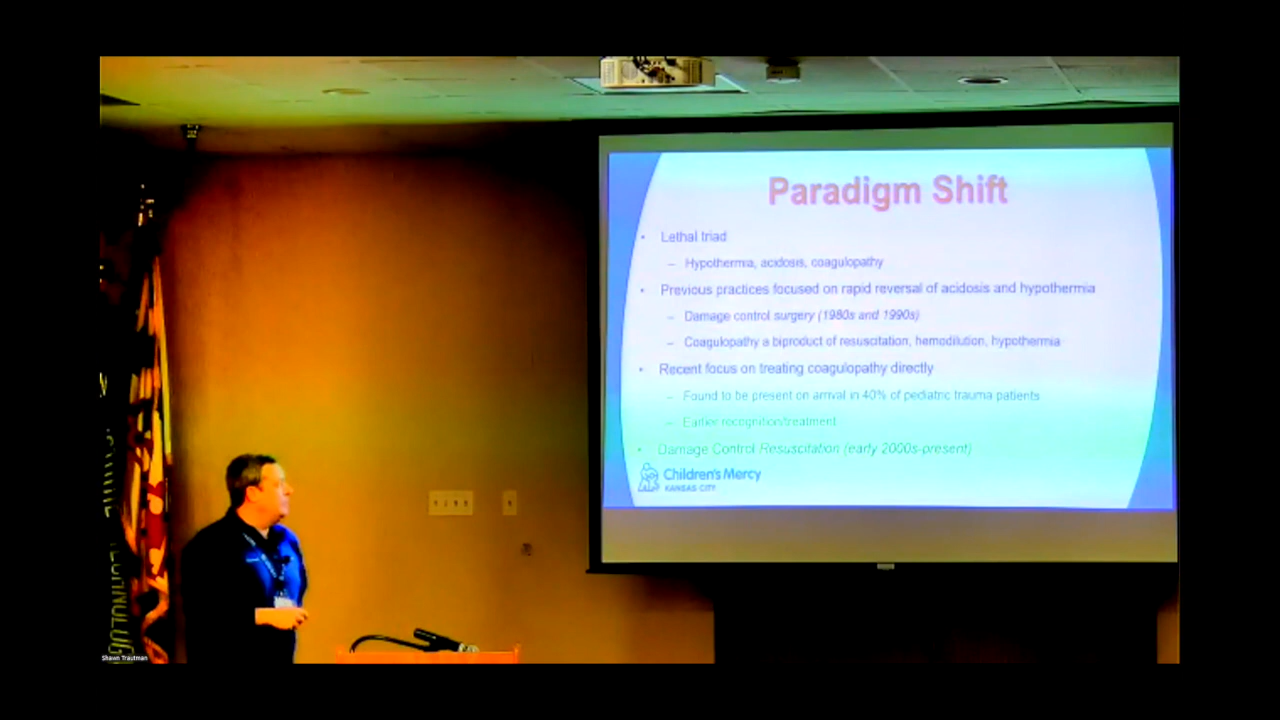 Paradigm Shift
• Lethal triad
– Hypothermia, acidosis, coagulopathy
• Previous practices focused on rapid reversal of acidosis and hypothermia
– Damage control surgery (1980s and 1990s)
– Coagulopathy a biproduct of resuscitation, hemodilution, hypothermia
• Recent focus on treating coagulopathy directly
– Found to be present on arrival in 40% of pediatric trauma patients
– Earlier recognition/treatment
• Damage Control Resuscitation (early 2000s-present)
Children's Mercy
KANSAS CITY
Shawn Trautman